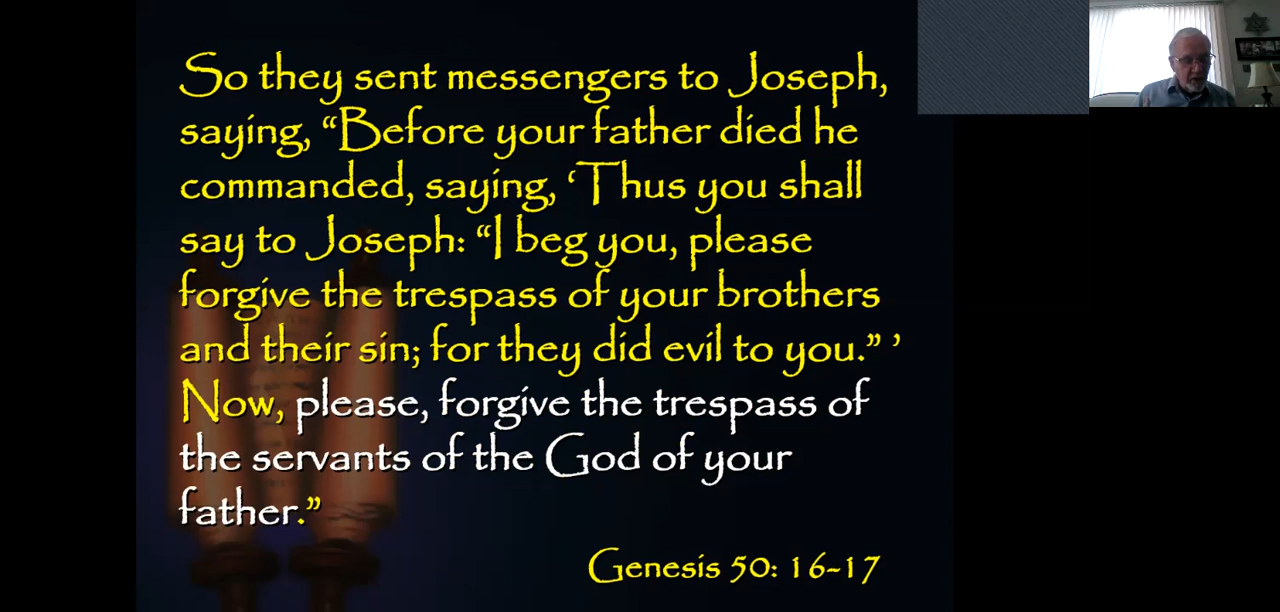 So they sent messengers to Joseph,
saying, “Before your father died he
commanded, saying, ‘Thus you shall
say to Joseph: “I beg you, please
forgive the trespass of your brothers
and their sin; for they did evil to you.” ’
Now, please, forgive the trespass of
the servants of the God of your
father.”
Genesis 50: 16-17